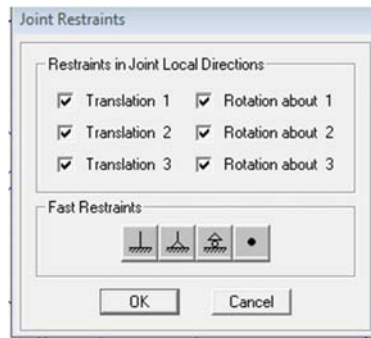 Joint Restraints
Restraints in Joint Local Directions
Translation 1 Rotation about 1
Translation 2 Rotation about 2
Translation 3 Rotation about 3
Fast Restraints
OK Cancel